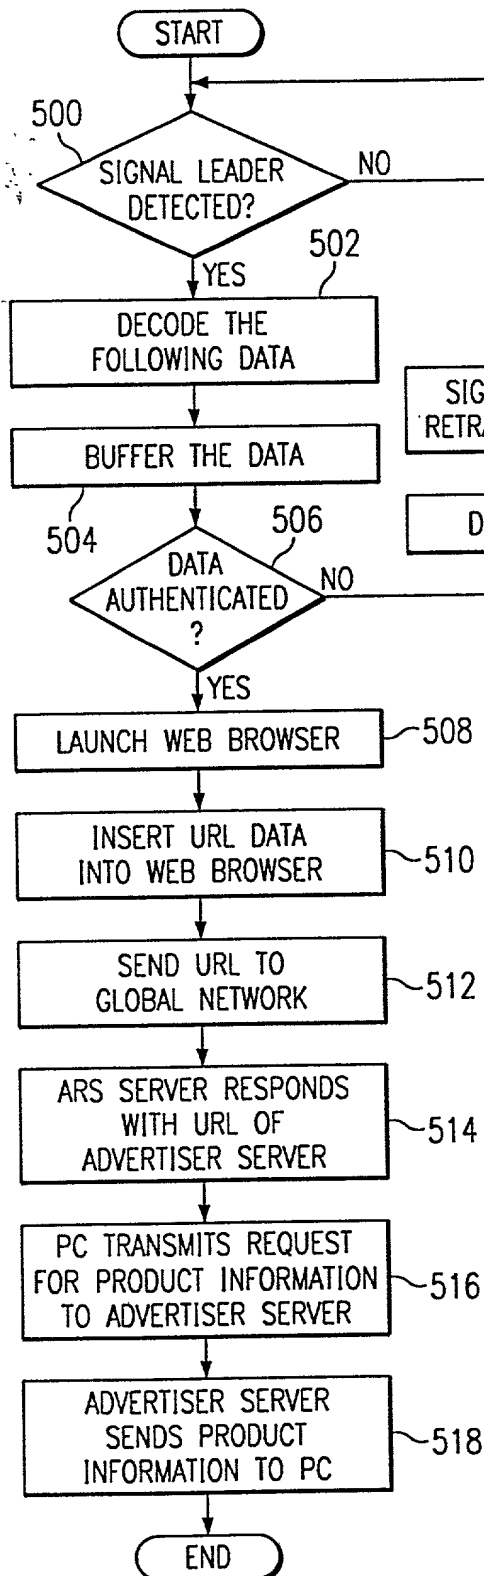 START
500
SIGNAL LEADER
DETECTED?
NO
YES
502
DECODE THE
FOLLOWING DATA
BUFFER THE DATA
504
506
DATA
AUTHENTICATED
?
NO
YES
LAUNCH WEB BROWSER
508
INSERT URL DATA
INTO WEB BROWSER
510
SEND URL TO
GLOBAL NETWORK
512
ARS SERVER RESPONDS
WITH URL OF
ADVERTISER SERVER
514
PC TRANSMITS REQUEST
FOR PRODUCT INFORMATION
TO ADVERTISER SERVER
516
ADVERTISER SERVER
SENDS PRODUCT
INFORMATION TO PC
518
END